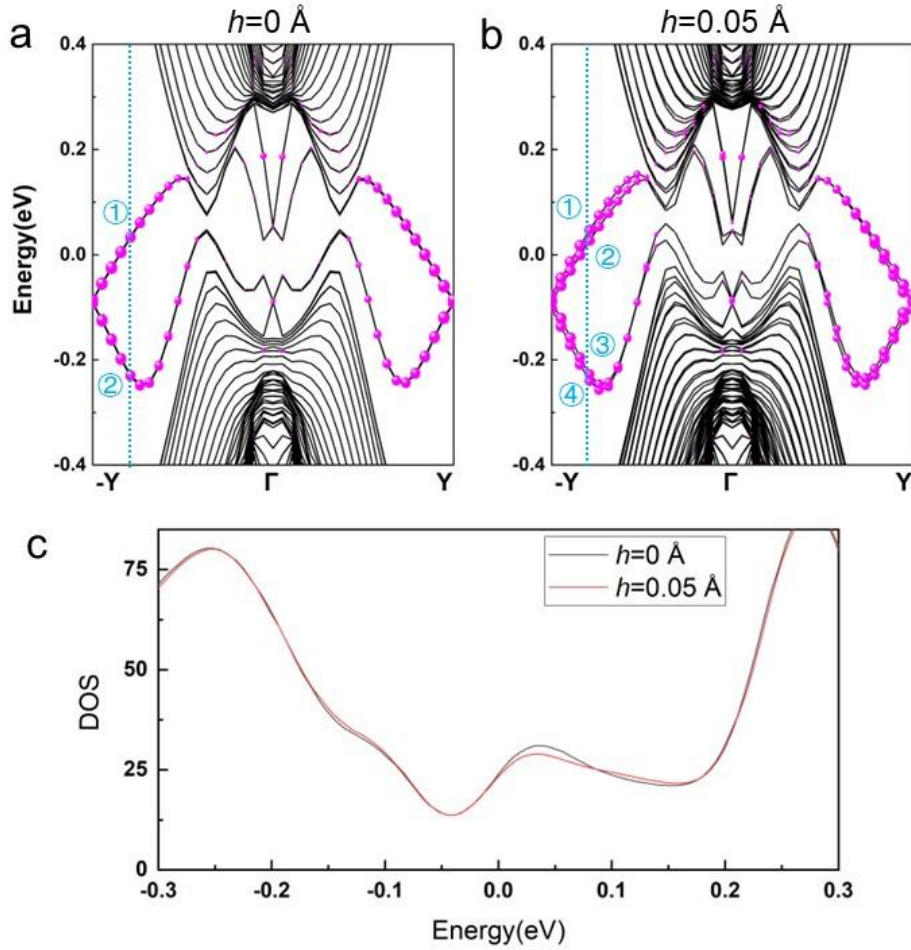 a
h=0 Å
b
h=0.05 Å
0.4
0.2
0.0
-0.2
-0.4
Energy(eV)
①
②
-Y
Γ
Y
0.4
0.2
0.0
-0.2
-0.4
①
②
③
④
-Y
Γ
Y
c
h=0 Å
h=0.05 Å
75
50
25
0
DOS
-0.3
-0.2
-0.1
0.0
0.1
0.2
0.3
Energy(eV)